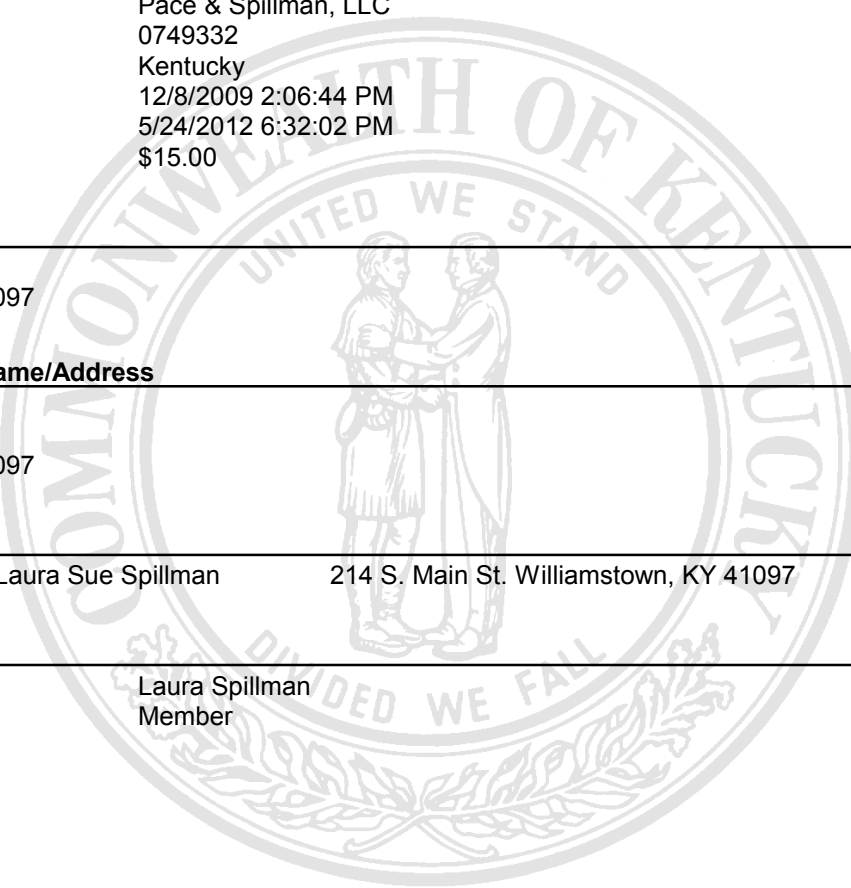 Pace & Spillman, LLC
0749332
Kentucky
12/8/2009 2:06:44 PM
5/24/2012 6:32:02 PM
$15.00
COMMONWEALTH OF KENTUCKY
UNITED WE STAND
097
ame/Address
097
Laura Sue Spillman 214 S. Main St. Williamstown, KY 41097
DIVIDED WE FALL
Laura Spillman
Member